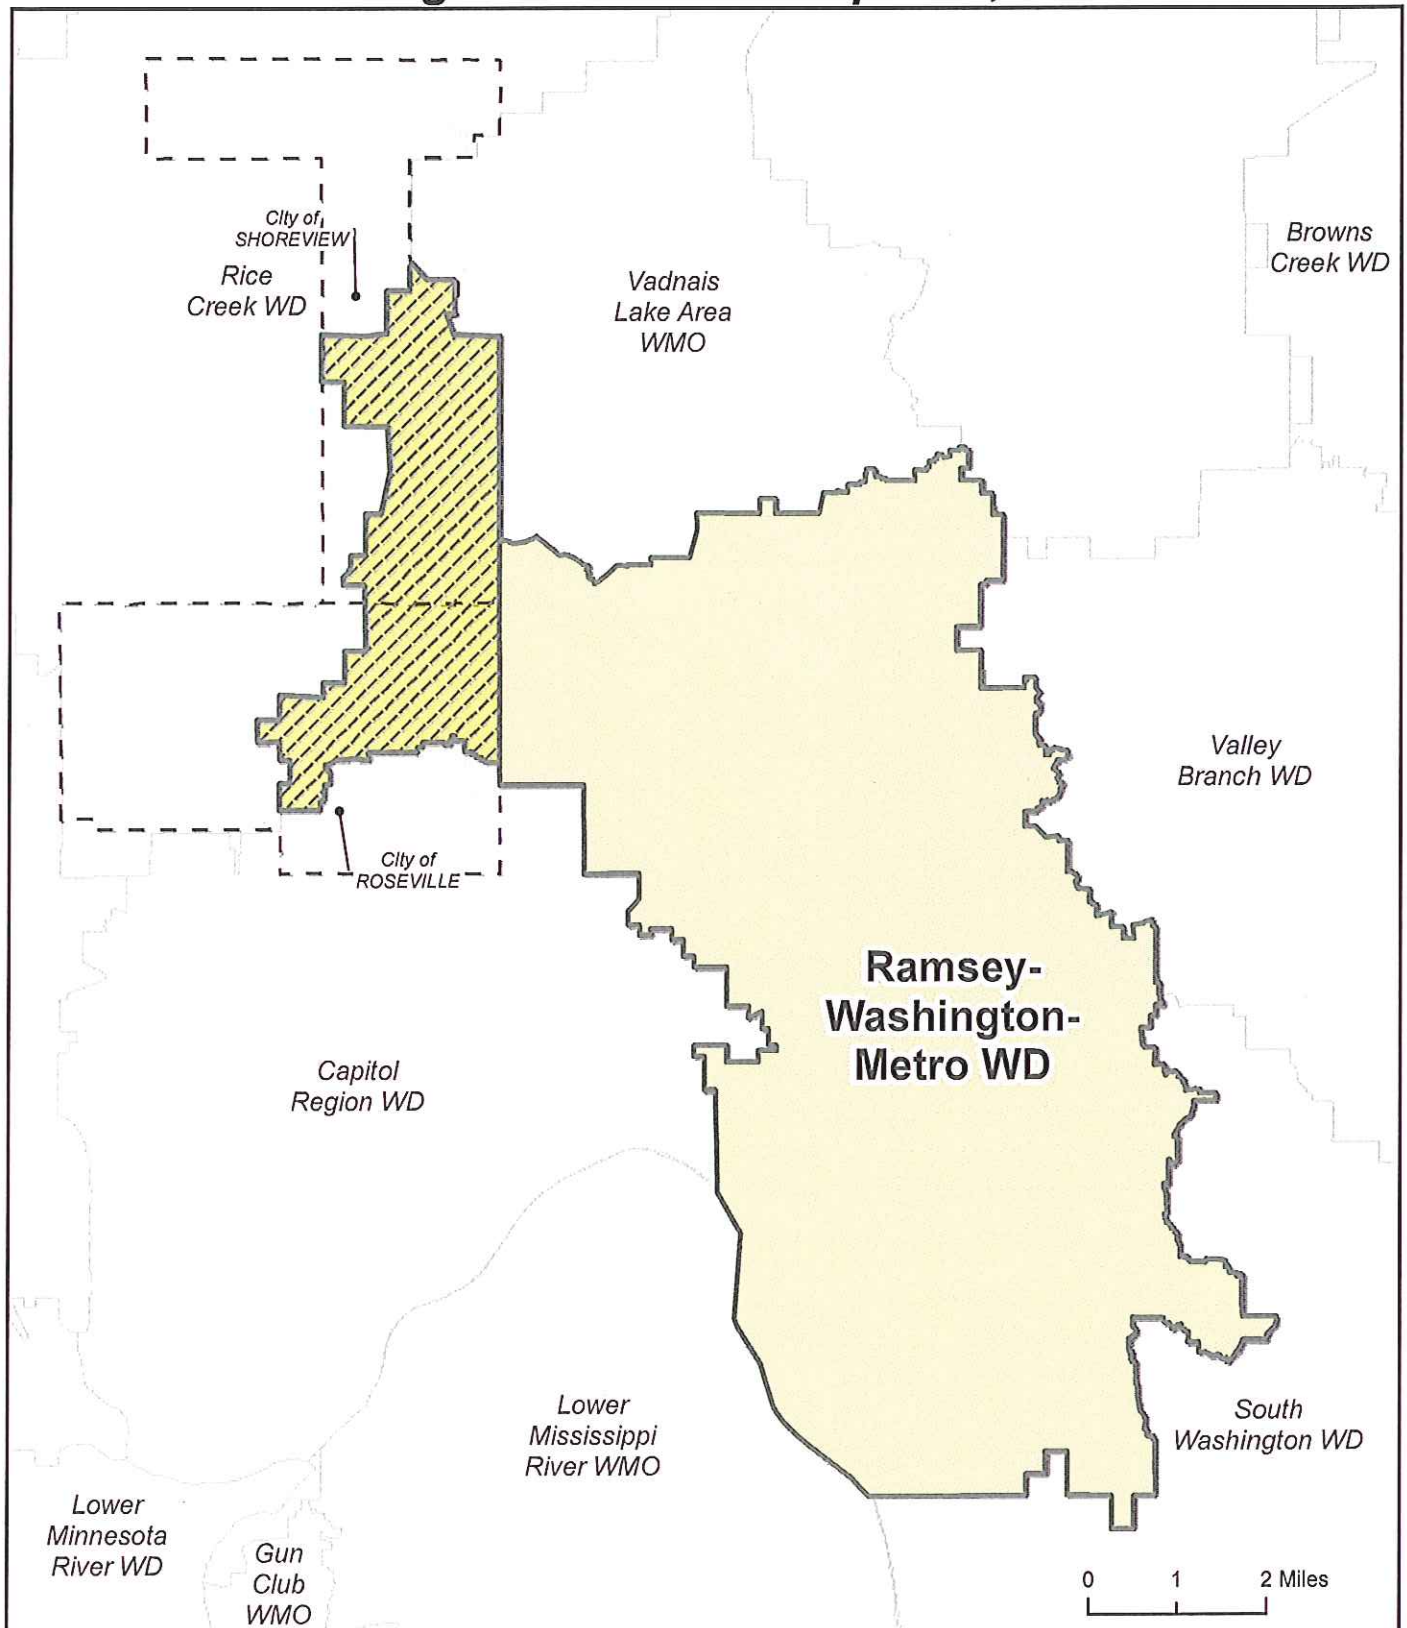 City of
SHOREVIEW
Rice
Creek WD
Vadnais
Lake Area
WMO
Browns
Creek WD
Valley
Branch WD
City of
ROSEVILLE
Ramsey-
Washington-
Metro WD
Capitol
Region WD
Lower
Mississippi
River WMO
South
Washington WD
Lower
Minnesota
River WD
Gun
Club
WMO
0 1 2 Miles